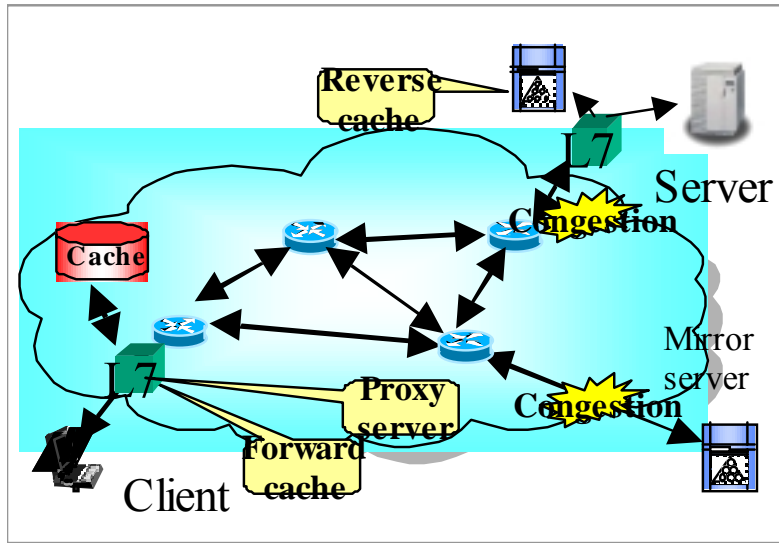 Reverse
cache
L7
Server
Congestion
Cache
Mirror
server
L7
Proxy
server
Congestion
Forward
cache
Client